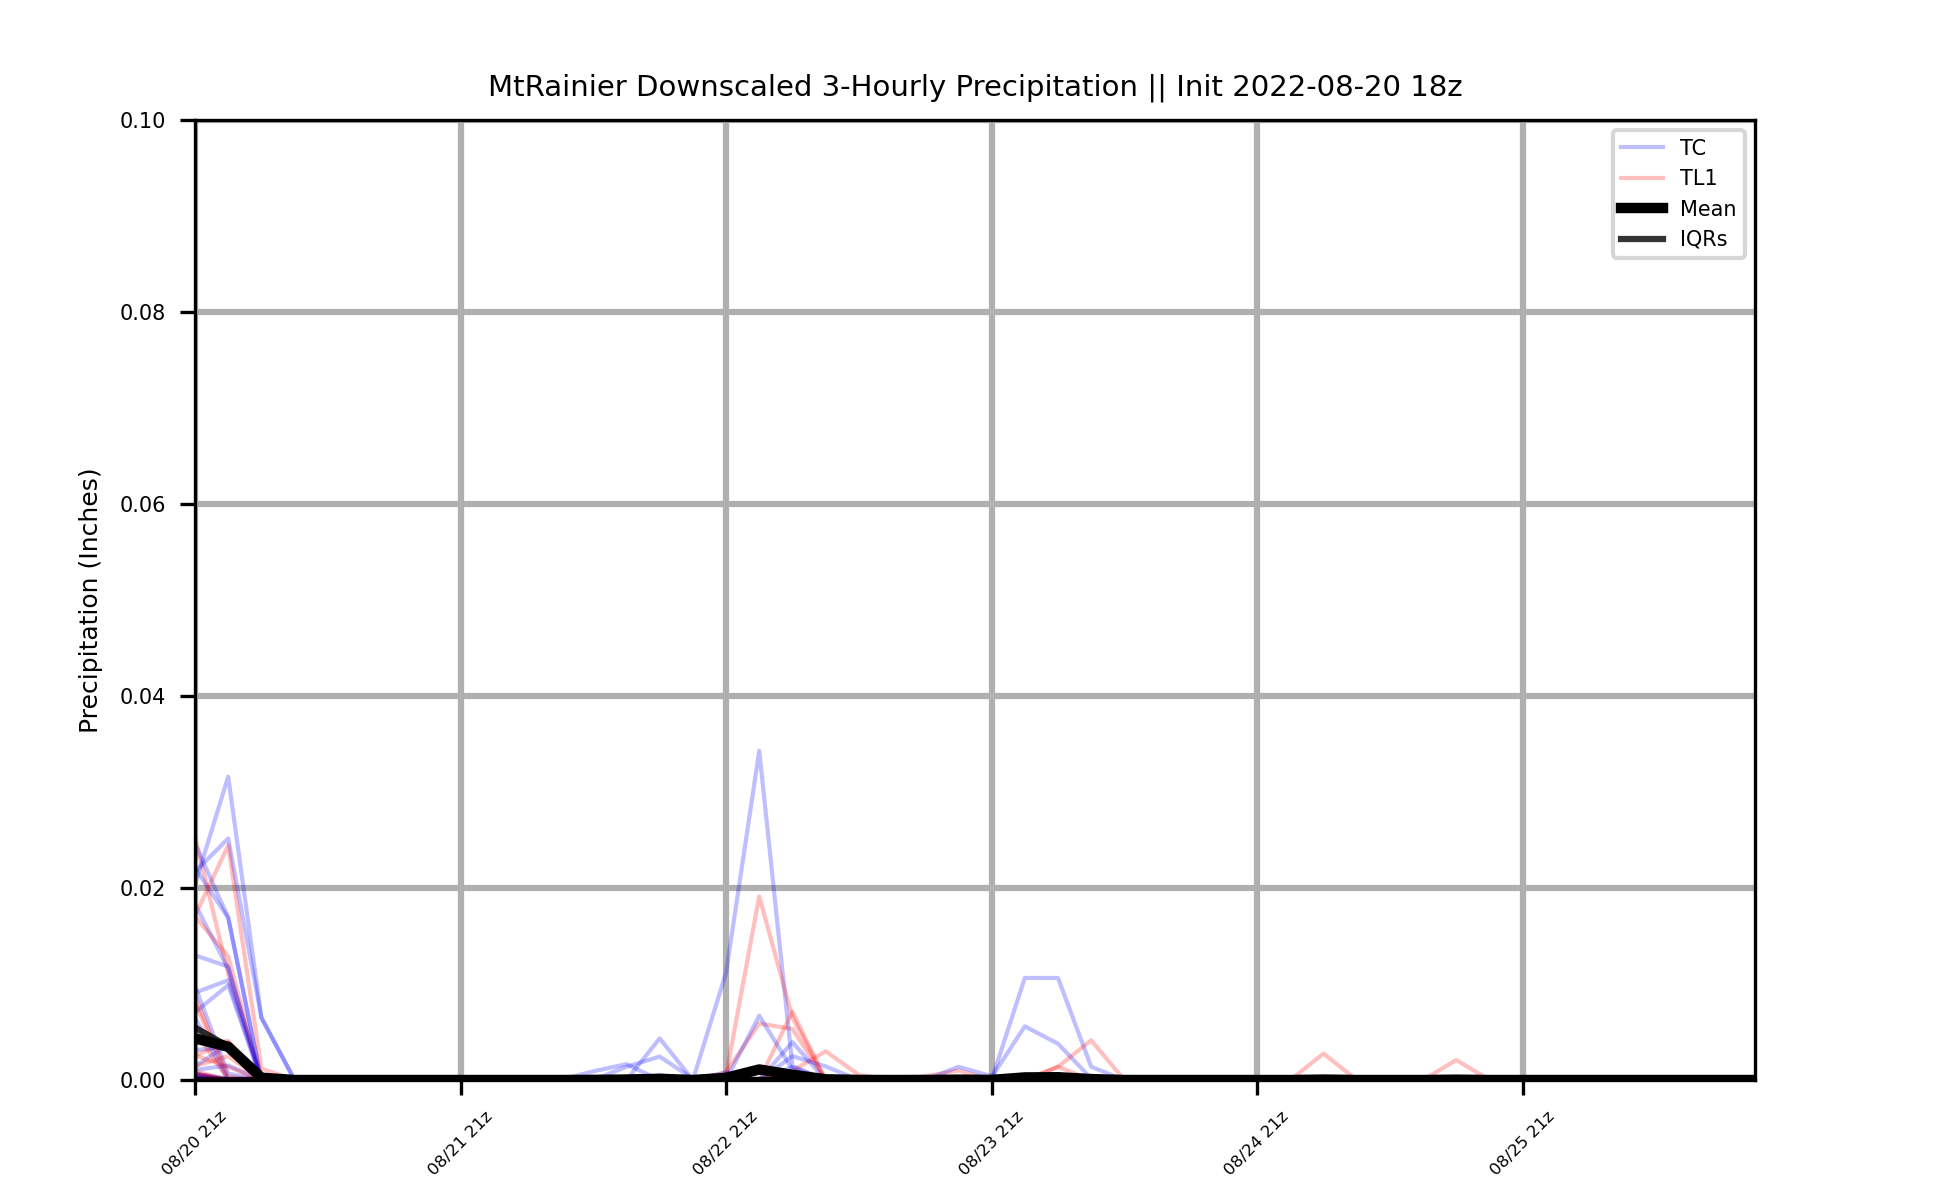 MtRainier Downscaled 3-Hourly Precipitation || Init 2022-08-20 18z
TC
TL1
Mean
IQRs
Precipitation (Inches)
0.10
0.08
0.06
0.04
0.02
0.00
08/20 21z
08/21 21z
08/22 21z
08/23 21z
08/24 21z
08/25 21z